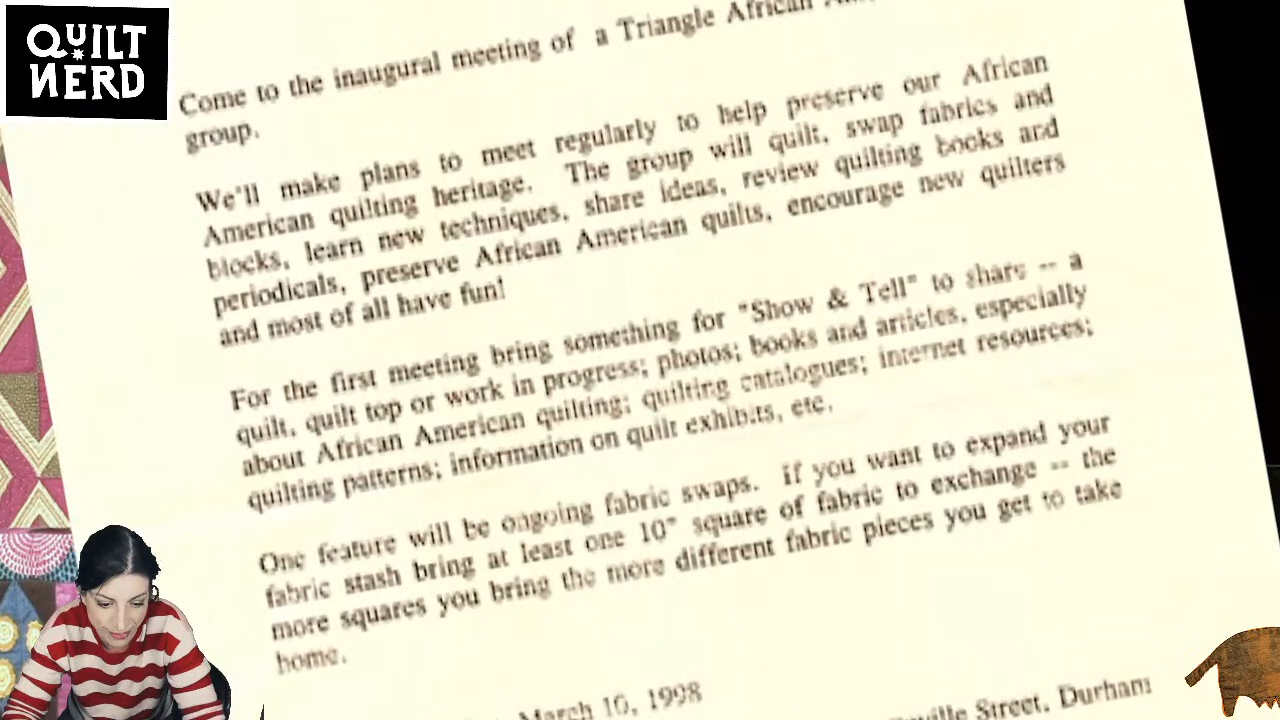 QUILT
NERD
Come to the inaugural meeting of a Triangle African
group.
We'll make plans to meet regularly to help preserve our African
American quilting heritage. The group will quilt, swap fabrics and
blocks, learn new techniques, share ideas, review quilting books and
periodicals, preserve African American quilts, encourage new quilters
and most of all have fun!
For the first meeting bring something for "Show & Tell" to share -- a
quilt, quilt top or work in progress; photos; books and articles, especially
about African American quilting; quilting catalogues; internet resources;
quilting patterns; information on quilt exhibits, etc.
One feature will be ongoing fabric swaps. If you want to expand your
fabric stash bring at least one 10" square of fabric to exchange -- the
more squares you bring the more different fabric pieces you get to take
home.
March 10, 1998
Street, Durham